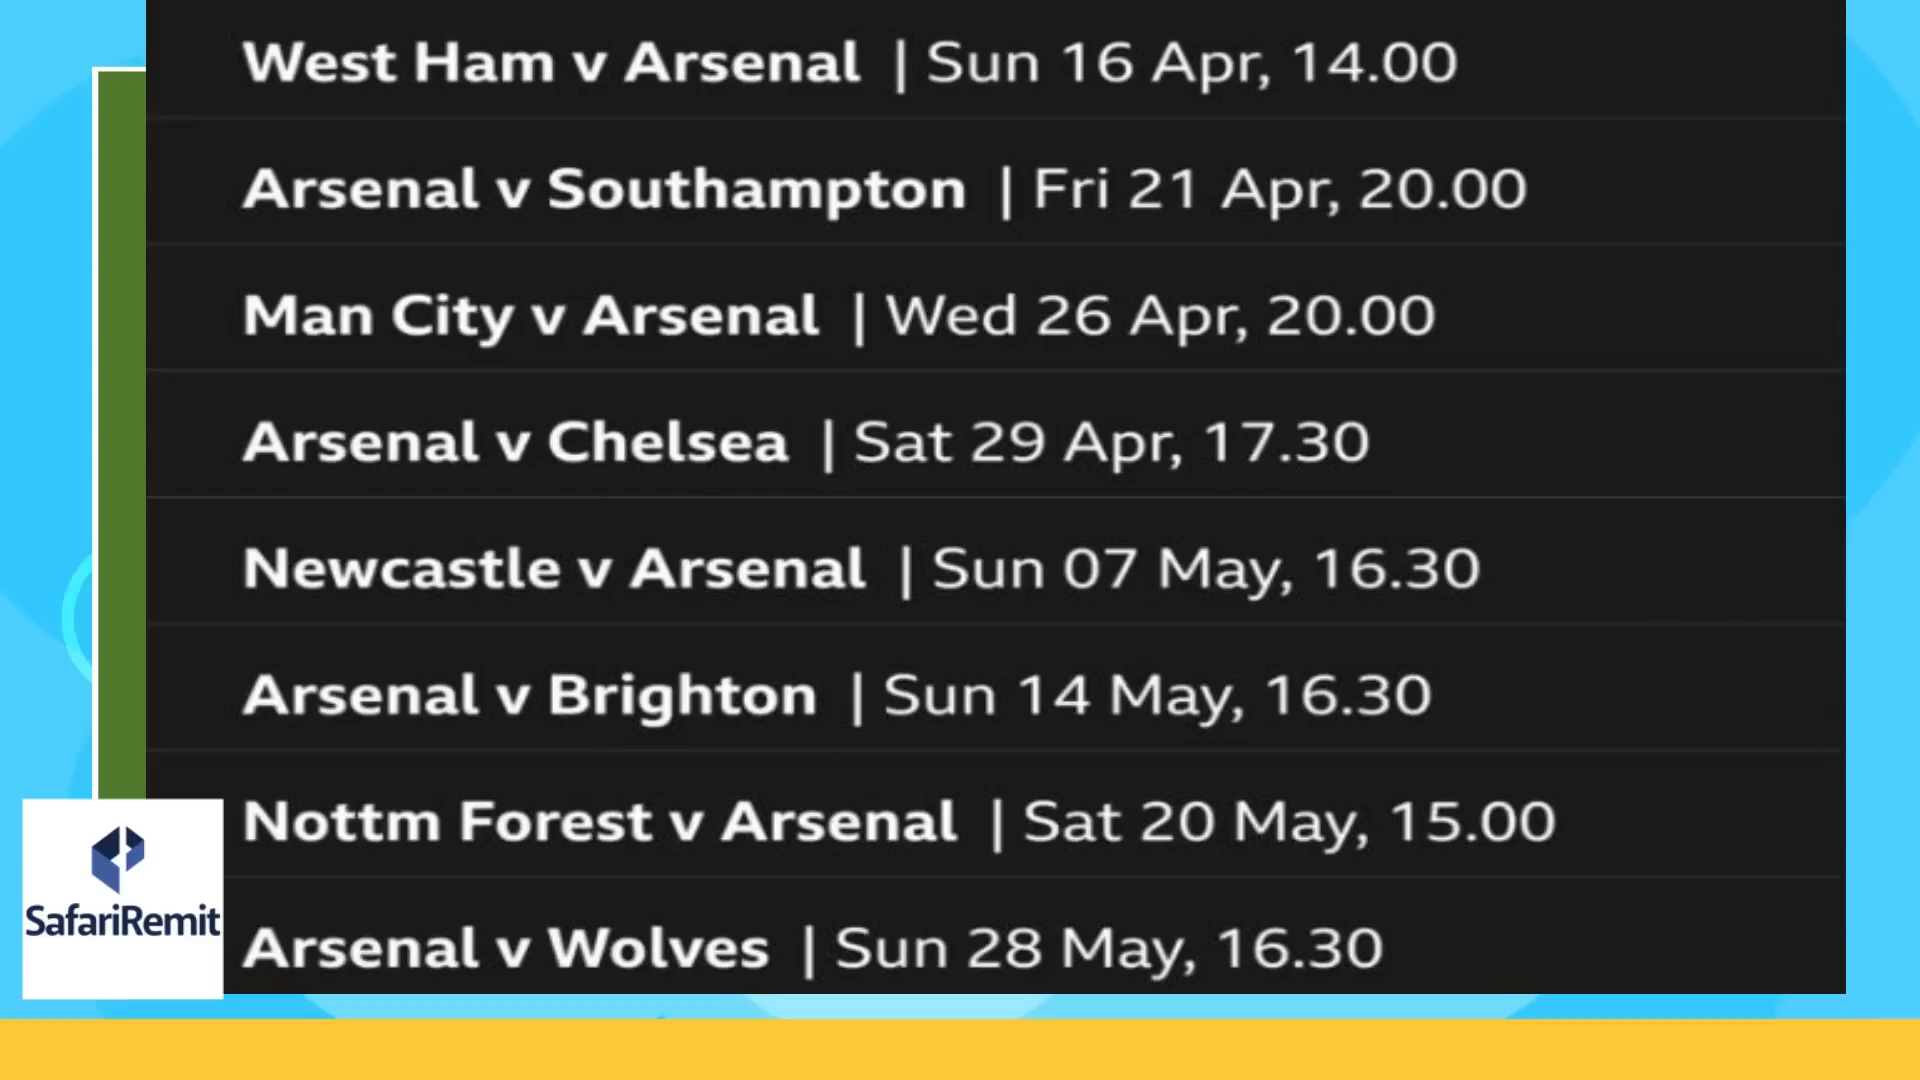 West Ham v Arsenal | Sun 16 Apr, 14.00
Arsenal v Southampton | Fri 21 Apr, 20.00
Man City v Arsenal | Wed 26 Apr, 20.00
Arsenal v Chelsea | Sat 29 Apr, 17.30
Newcastle v Arsenal | Sun 07 May, 16.30
Arsenal v Brighton | Sun 14 May, 16.30
Nottm Forest v Arsenal | Sat 20 May, 15.00
SafariRemit
Arsenal v Wolves | Sun 28 May, 16.30